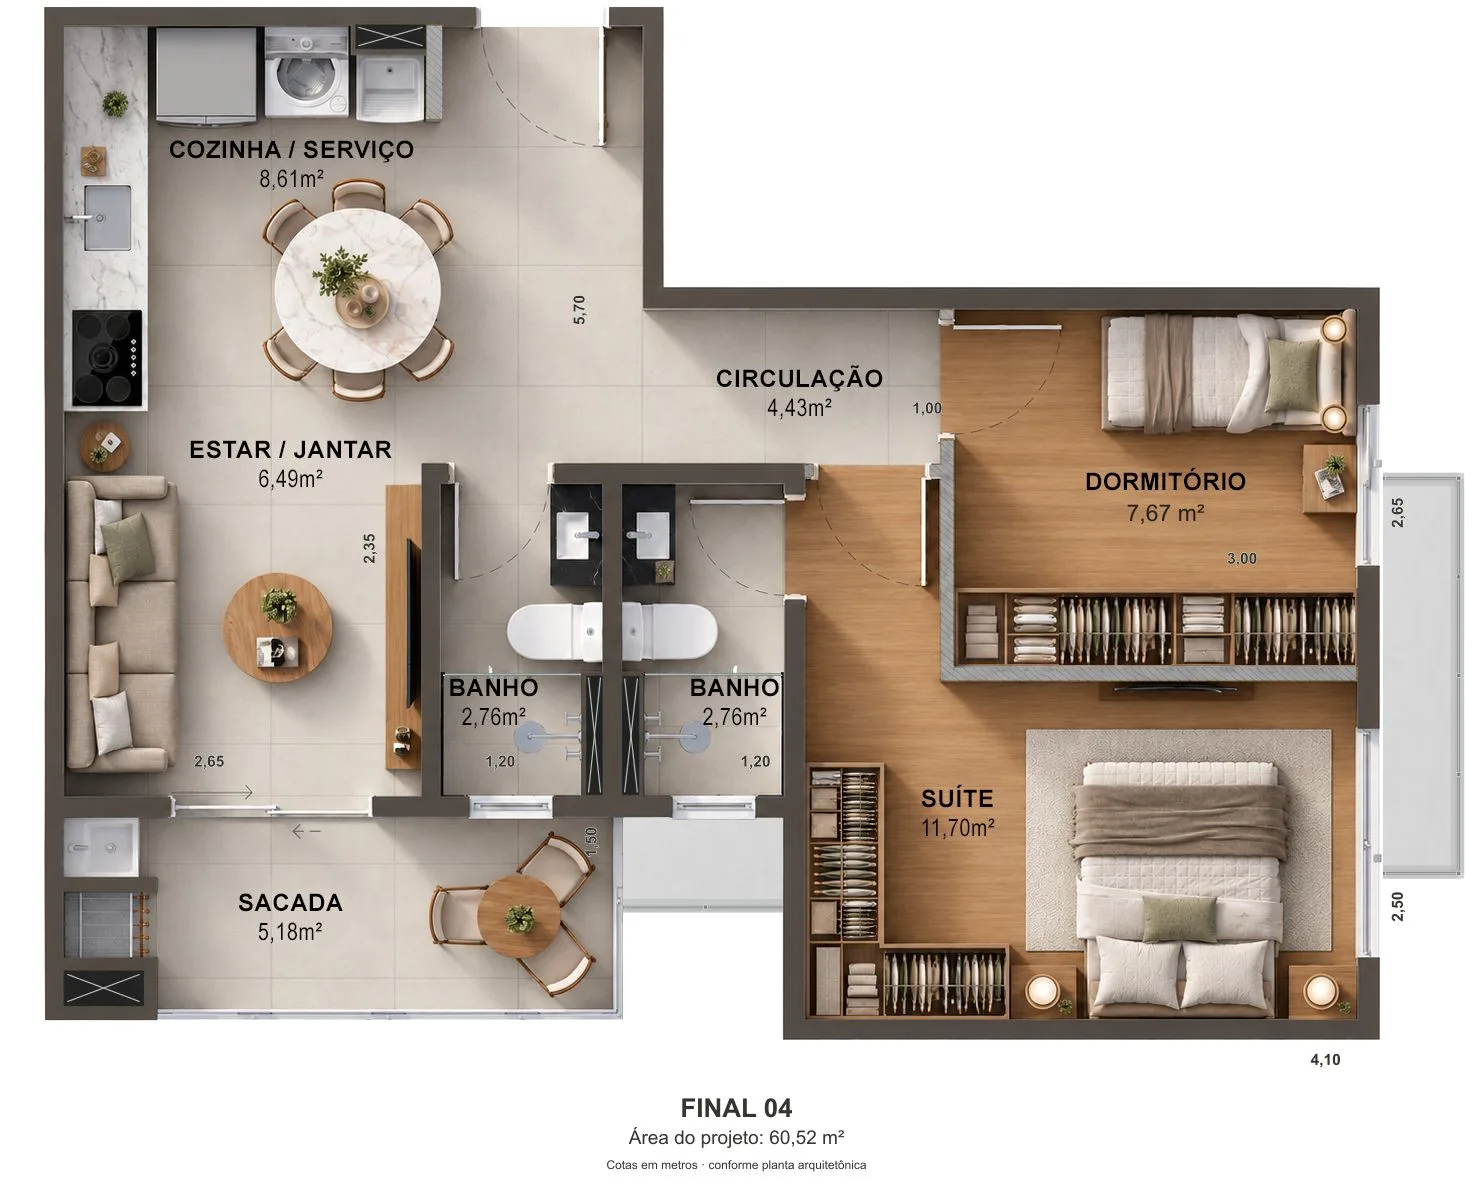 COZINHA / SERVIÇO
8,61m²
5,70
CIRCULAÇÃO
4,43m²
1,00
ESTAR / JANTAR
6,49m²
DORMITÓRIO
7,67 m²
2,65
3,00
2,35
BANHO
2,76m²
1,20
BANHO
2,76m²
1,20
2,65
SUÍTE
11,70m²
1,50
SACADA
5,18m²
2,50
4,10
FINAL 04
Área do projeto: 60,52 m²
Cotas em metros · conforme planta arquitetônica